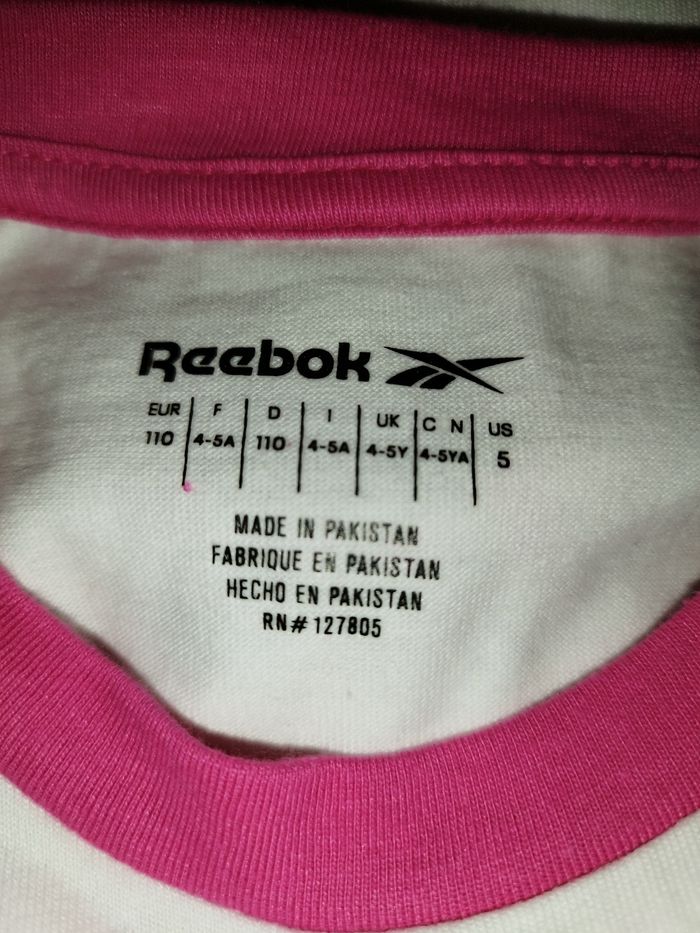 Reebok
EUR F D I UK C N US
110 4-5A 110 4-5A 4-5Y 4-5YA 5
MADE IN PAKISTAN
FABRIQUE EN PAKISTAN
HECHO EN PAKISTAN
RN# 127805